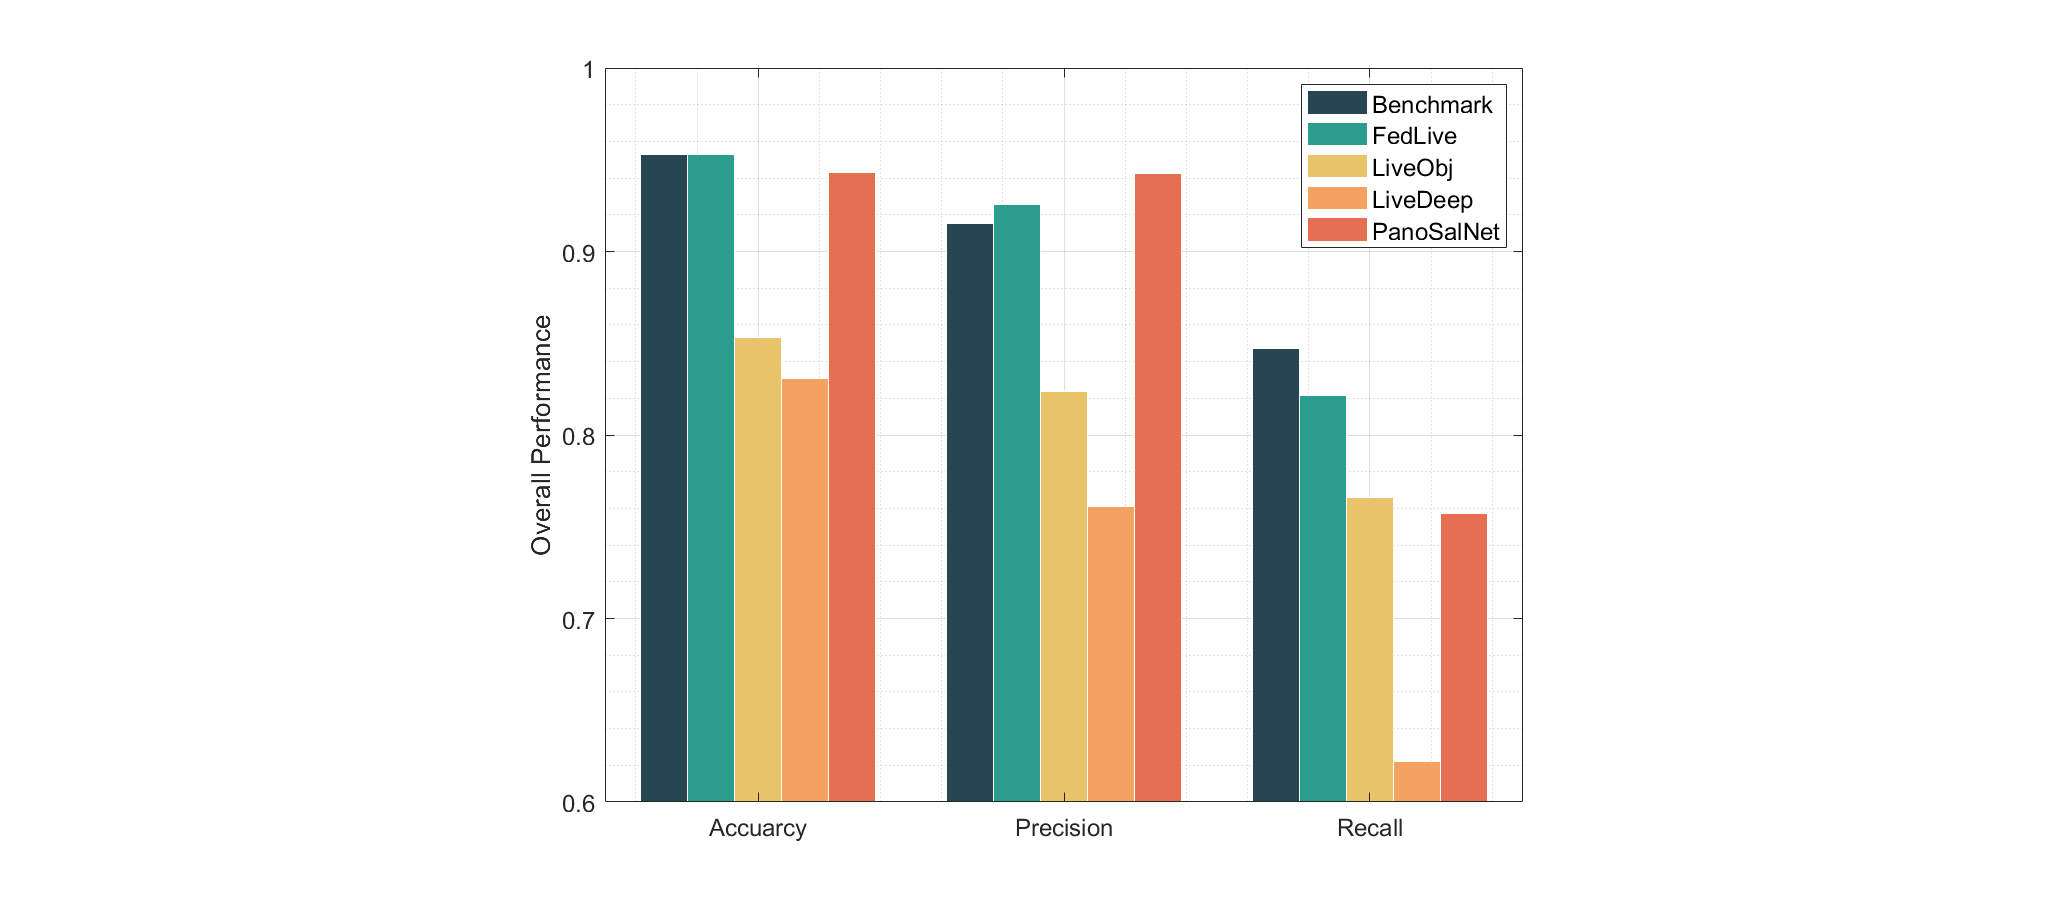 1
0.9
0.8
0.7
0.6
Overall Performance
Benchmark
FedLive
LiveObj
LiveDeep
PanoSalNet
Accuarcy
Precision
Recall